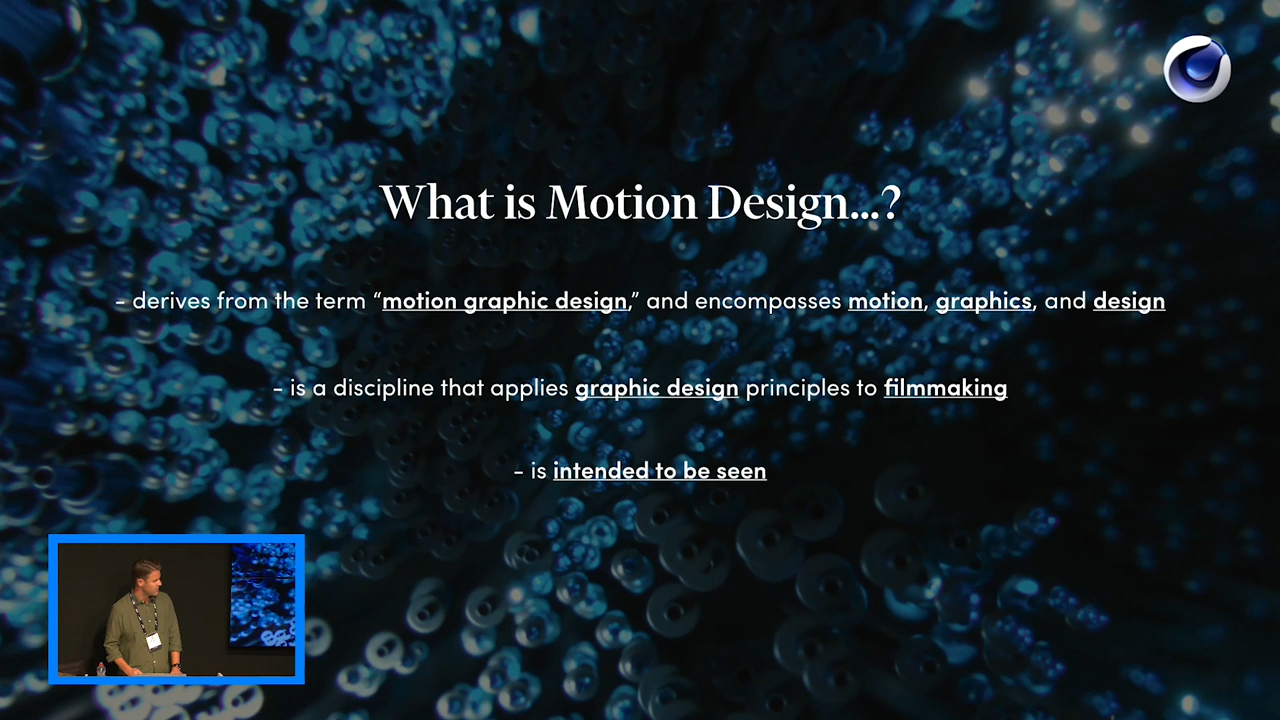 What is Motion Design...?
- derives from the term “motion graphic design,” and encompasses motion, graphics, and design
- is a discipline that applies graphic design principles to filmmaking
- is intended to be seen